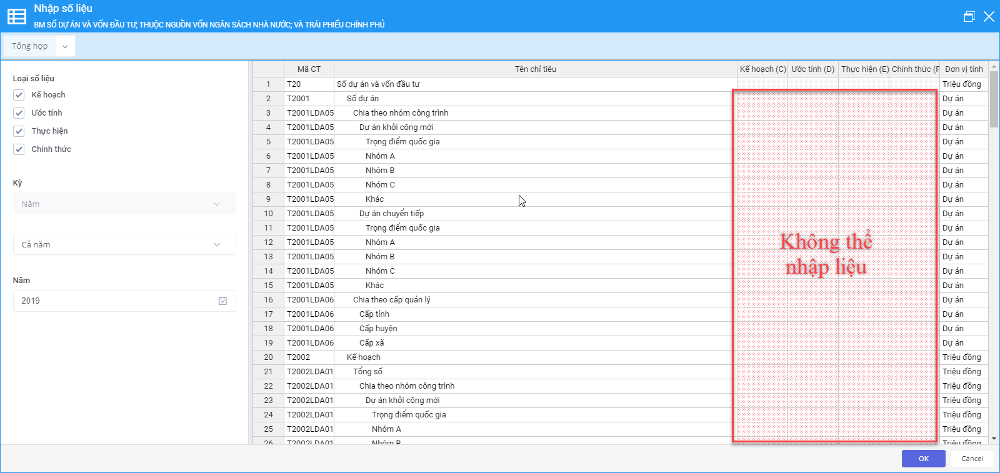 Nhập số liệu
BM SỐ DỰ ÁN VÀ VỐN ĐẦU TƯ; THUỘC NGUỒN VỐN NGÂN SÁCH NHÀ NƯỚC; VÀ TRÁI PHIẾU CHÍNH PHỦ
Tổng hợp
Loại số liệu
Kế hoạch
Ước tính
Thực hiện
Chính thức
Kỳ
Năm
Cả năm
Năm
2019
Mã CT Tên chỉ tiêu Kế hoạch (C) Ước tính (D) Thực hiện (E) Chính thức (F Đơn vị tính
1 T20 Số dự án và vốn đầu tư Triệu đồng
2 T2001 Số dự án Dự án
3 T2001LDA05 Chia theo nhóm công trình Dự án
4 T2001LDA05 Dự án khởi công mới Dự án
5 T2001LDA05 Trọng điểm quốc gia Dự án
6 T2001LDA05 Nhóm A Dự án
7 T2001LDA05 Nhóm B Dự án
8 T2001LDA05 Nhóm C Dự án
9 T2001LDA05 Khác Dự án
10 T2001LDA05 Dự án chuyển tiếp Dự án
11 T2001LDA05 Trọng điểm quốc gia Dự án
12 T2001LDA05 Nhóm A Dự án
13 T2001LDA05 Nhóm B Dự án
14 T2001LDA05 Nhóm C Dự án
15 T2001LDA05 Khác Dự án
16 T2001LDA06 Chia theo cấp quản lý Dự án
17 T2001LDA06 Cấp tỉnh Dự án
18 T2001LDA06 Cấp huyện Dự án
19 T2001LDA06 Cấp xã Dự án
20 T2002 Kế hoạch Triệu đồng
21 T2002LDA01 Tổng số Triệu đồng
22 T2002LDA01 Chia theo nhóm công trình Triệu đồng
23 T2002LDA01 Dự án khởi công mới Triệu đồng
24 T2002LDA01 Trọng điểm quốc gia Triệu đồng
25 T2002LDA01 Nhóm A Triệu đồng
26 T2002LDA01 Nhóm B Triệu đồng
Không thể
nhập liệu
OK Cancel